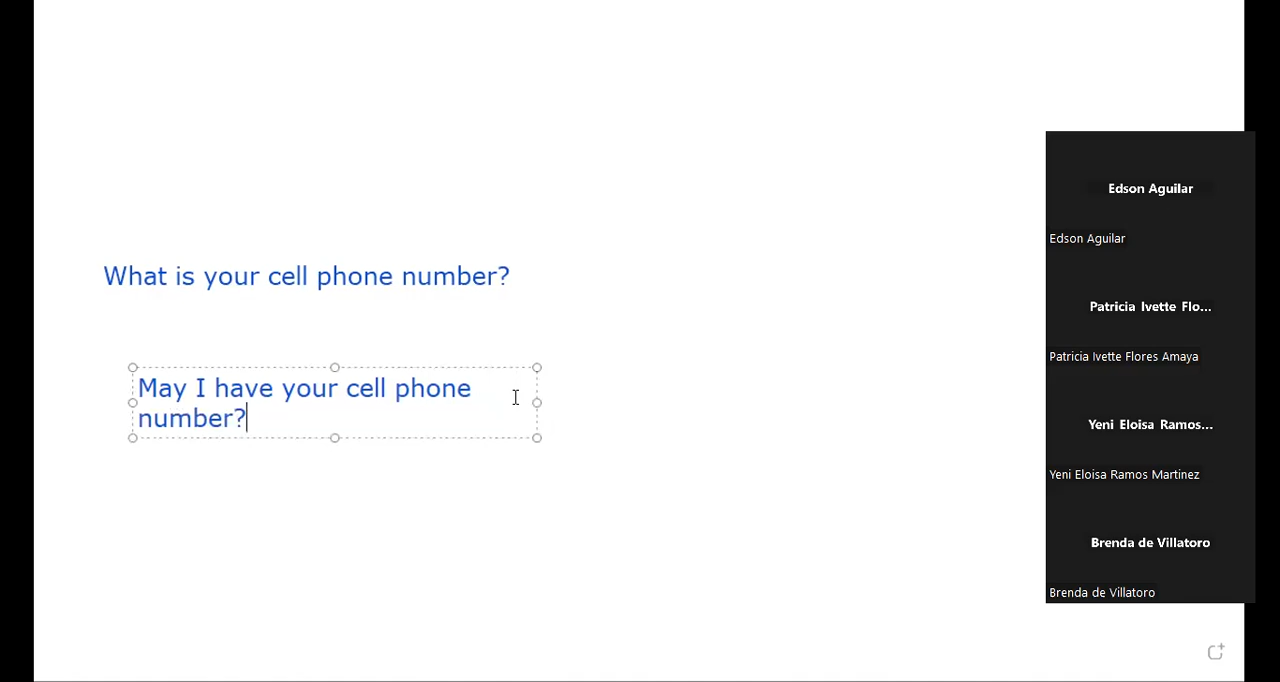 What is your cell phone number?
May I have your cell phone
number?
Edson Aguilar
Edson Aguilar
Patricia Ivette Flo...
Patricia Ivette Flores Amaya
Yeni Eloisa Ramos...
Yeni Eloisa Ramos Martinez
Brenda de Villatoro
Brenda de Villatoro